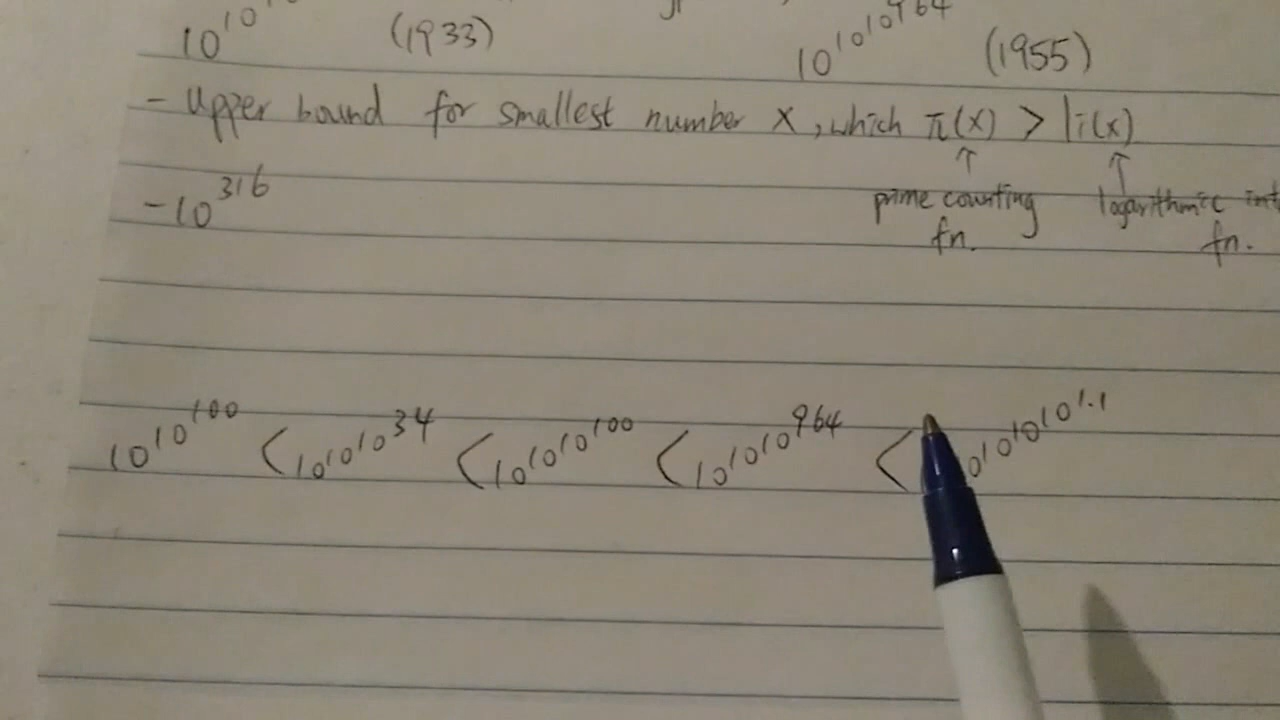 10^10^10 (1933) 10^10^10^964 (1955)
- Upper bound for smallest number x, which π(x) > li(x)
↑ ↑
- 10^316 prime counting logarithmic int
fn. fn.
10^10^100 < 10^10^10^34 < 10^10^10^100 < 10^10^10^964 < 10^10^10^10^1.1